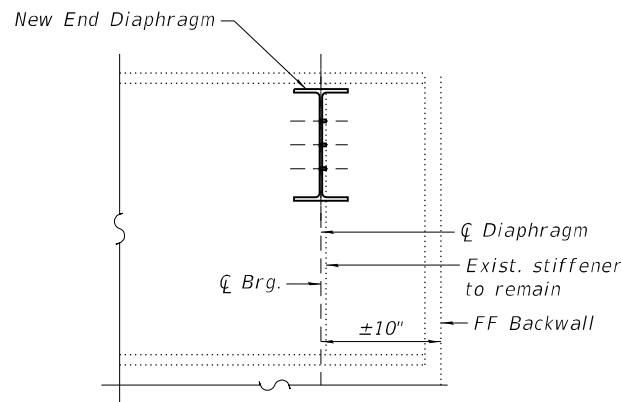 New End Diaphragm
℄ Diaphragm
Exist. stiffener
to remain
℄ Brg.
±10"
FF Backwall